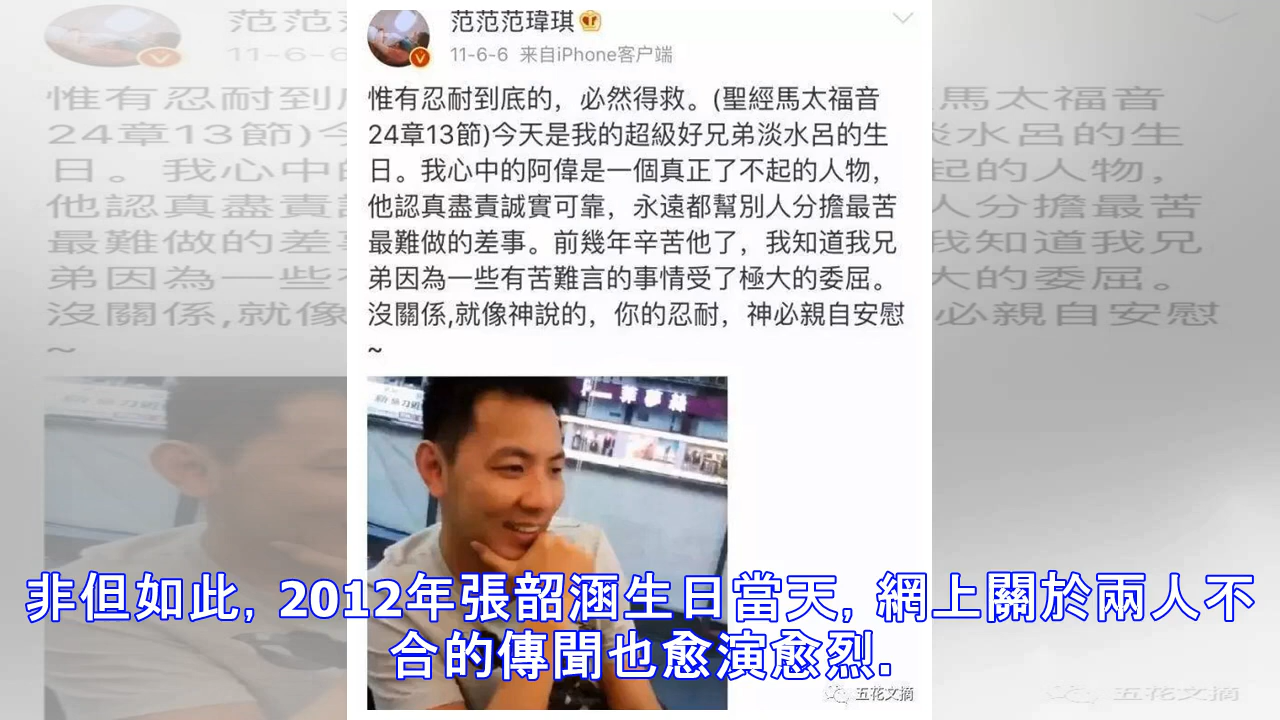 范范范瑋琪
11-6-6 来自iPhone客户端
惟有忍耐到底的，必然得救。(聖經馬太福音
24章13節)今天是我的超級好兄弟淡水呂的生
日。我心中的阿偉是一個真正了不起的人物，
他認真盡責誠實可靠，永遠都幫別人分擔最苦
最難做的差事。前幾年辛苦他了，我知道我兄
弟因為一些有苦難言的事情受了極大的委屈。
沒關係,就像神說的，你的忍耐，神必親自安慰
~
非但如此, 2012年張韶涵生日當天, 網上關於兩人不
合的傳聞也愈演愈烈.
五花文摘